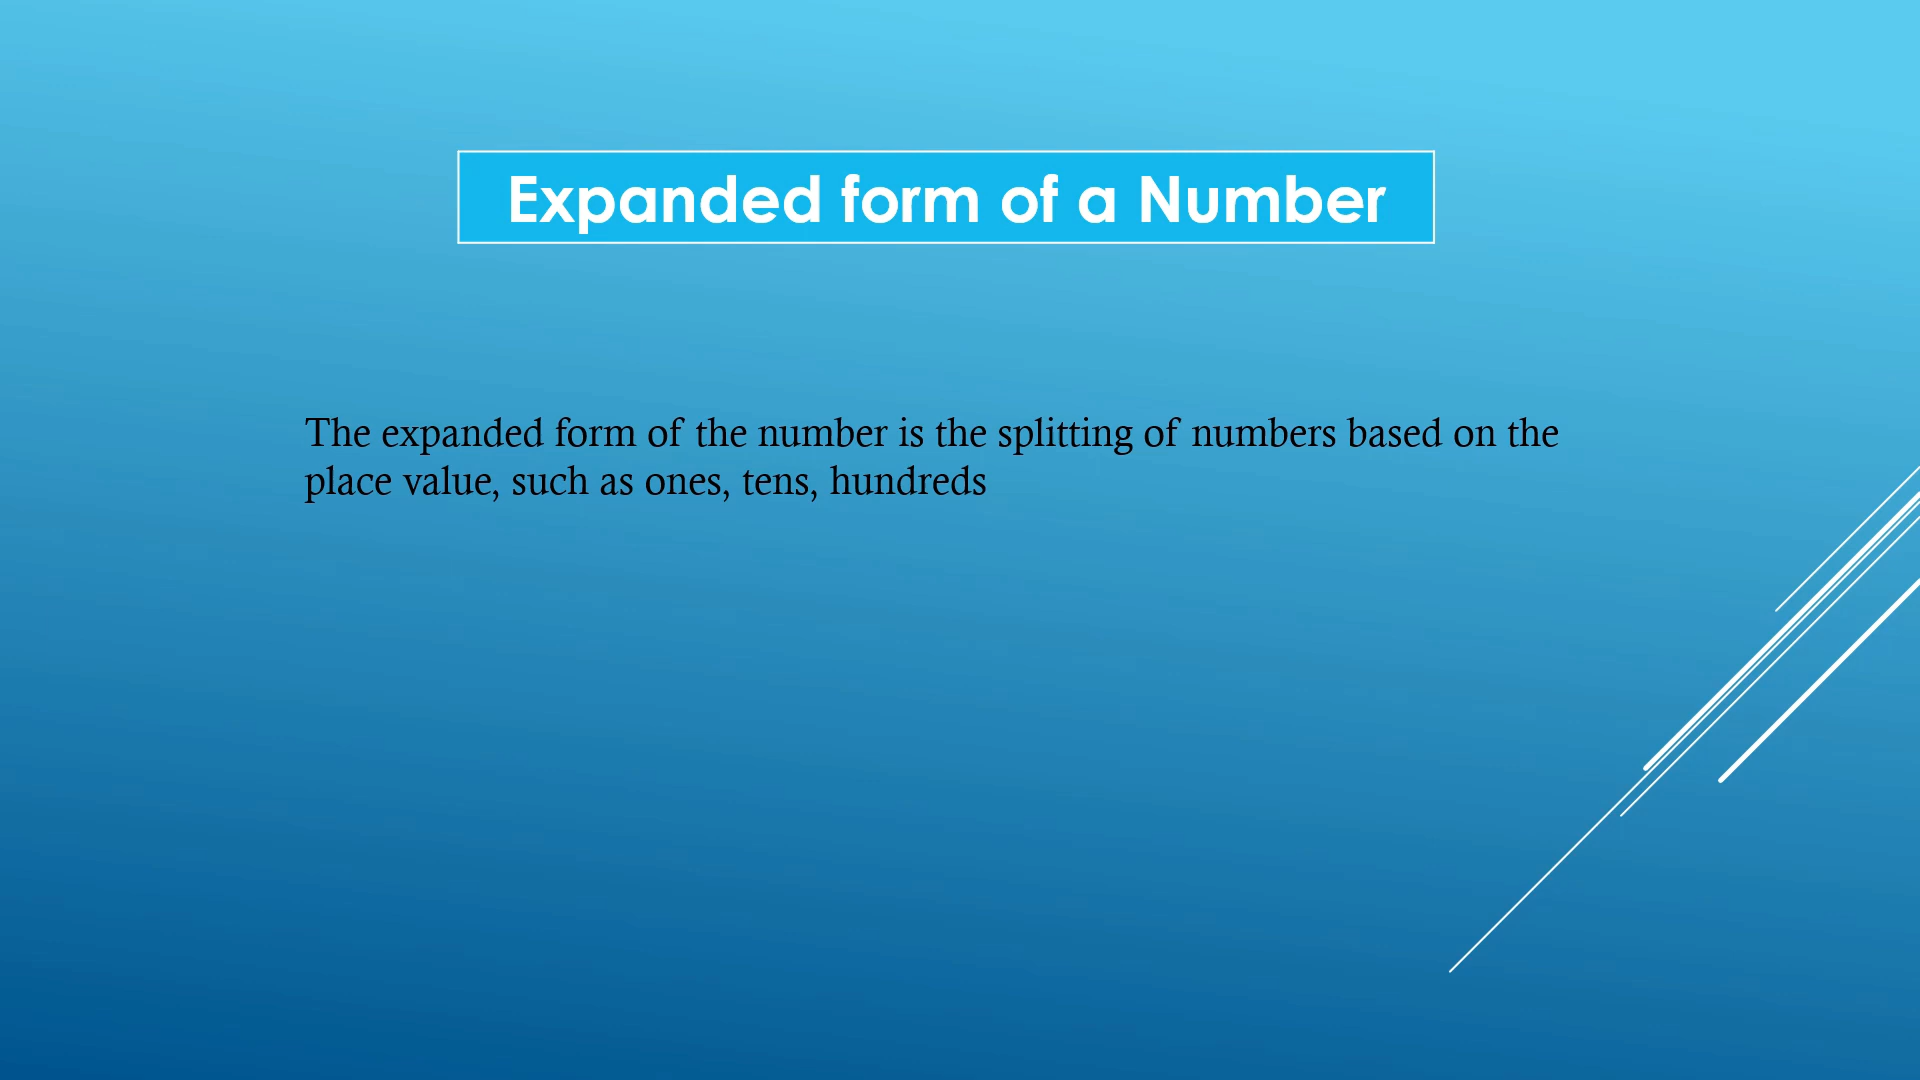 Expanded form of a Number
The expanded form of the number is the splitting of numbers based on the
place value, such as ones, tens, hundreds